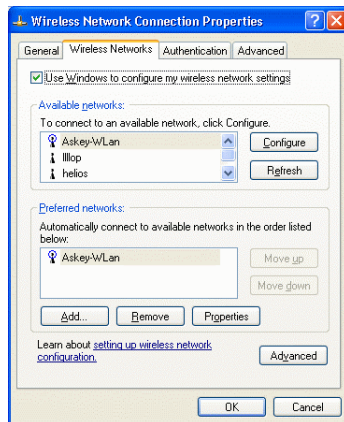 Wireless Network Connection Properties
General Wireless Networks Authentication Advanced
Use Windows to configure my wireless network settings
Available networks:
To connect to an available network, click Configure.
Askey-WLan
llllop
helios
Configure
Refresh
Preferred networks:
Automatically connect to available networks in the order listed
below:
Askey-WLan
Move up
Move down
Add... Remove Properties
Learn about setting up wireless network
configuration.
Advanced
OK Cancel